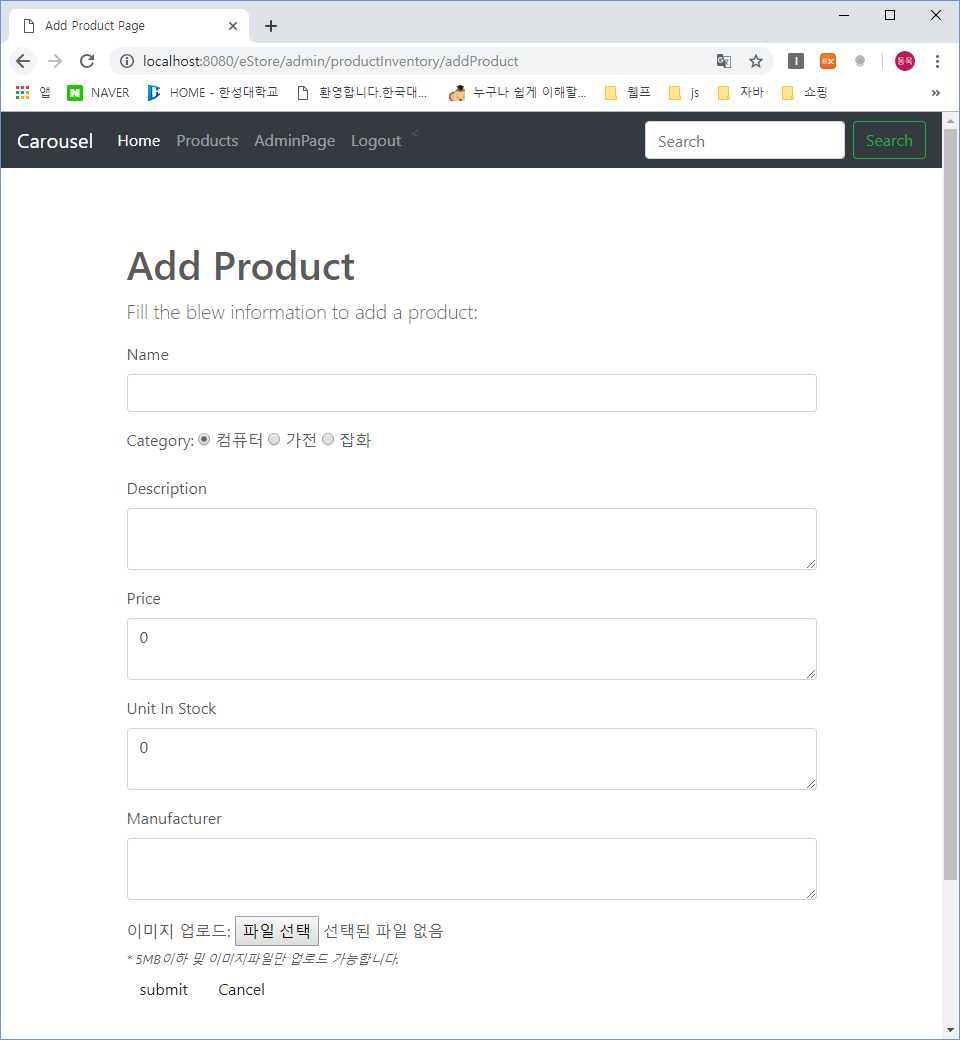 Add Product Page
localhost:8080/eStore/admin/productInventory/addProduct
동욱
앱 NAVER HOME - 한성대학교 환영합니다.한국대... 누구나 쉽게 이해할... 웹프 js 자바 쇼핑 »
Carousel Home Products AdminPage Logout < Search Search
Add Product
Fill the blew information to add a product:
Name
Category: 컴퓨터 가전 잡화
Description
Price
0
Unit In Stock
0
Manufacturer
이미지 업로드: 파일 선택 선택된 파일 없음
* 5MB이하 및 이미지파일만 업로드 가능합니다.
submit Cancel